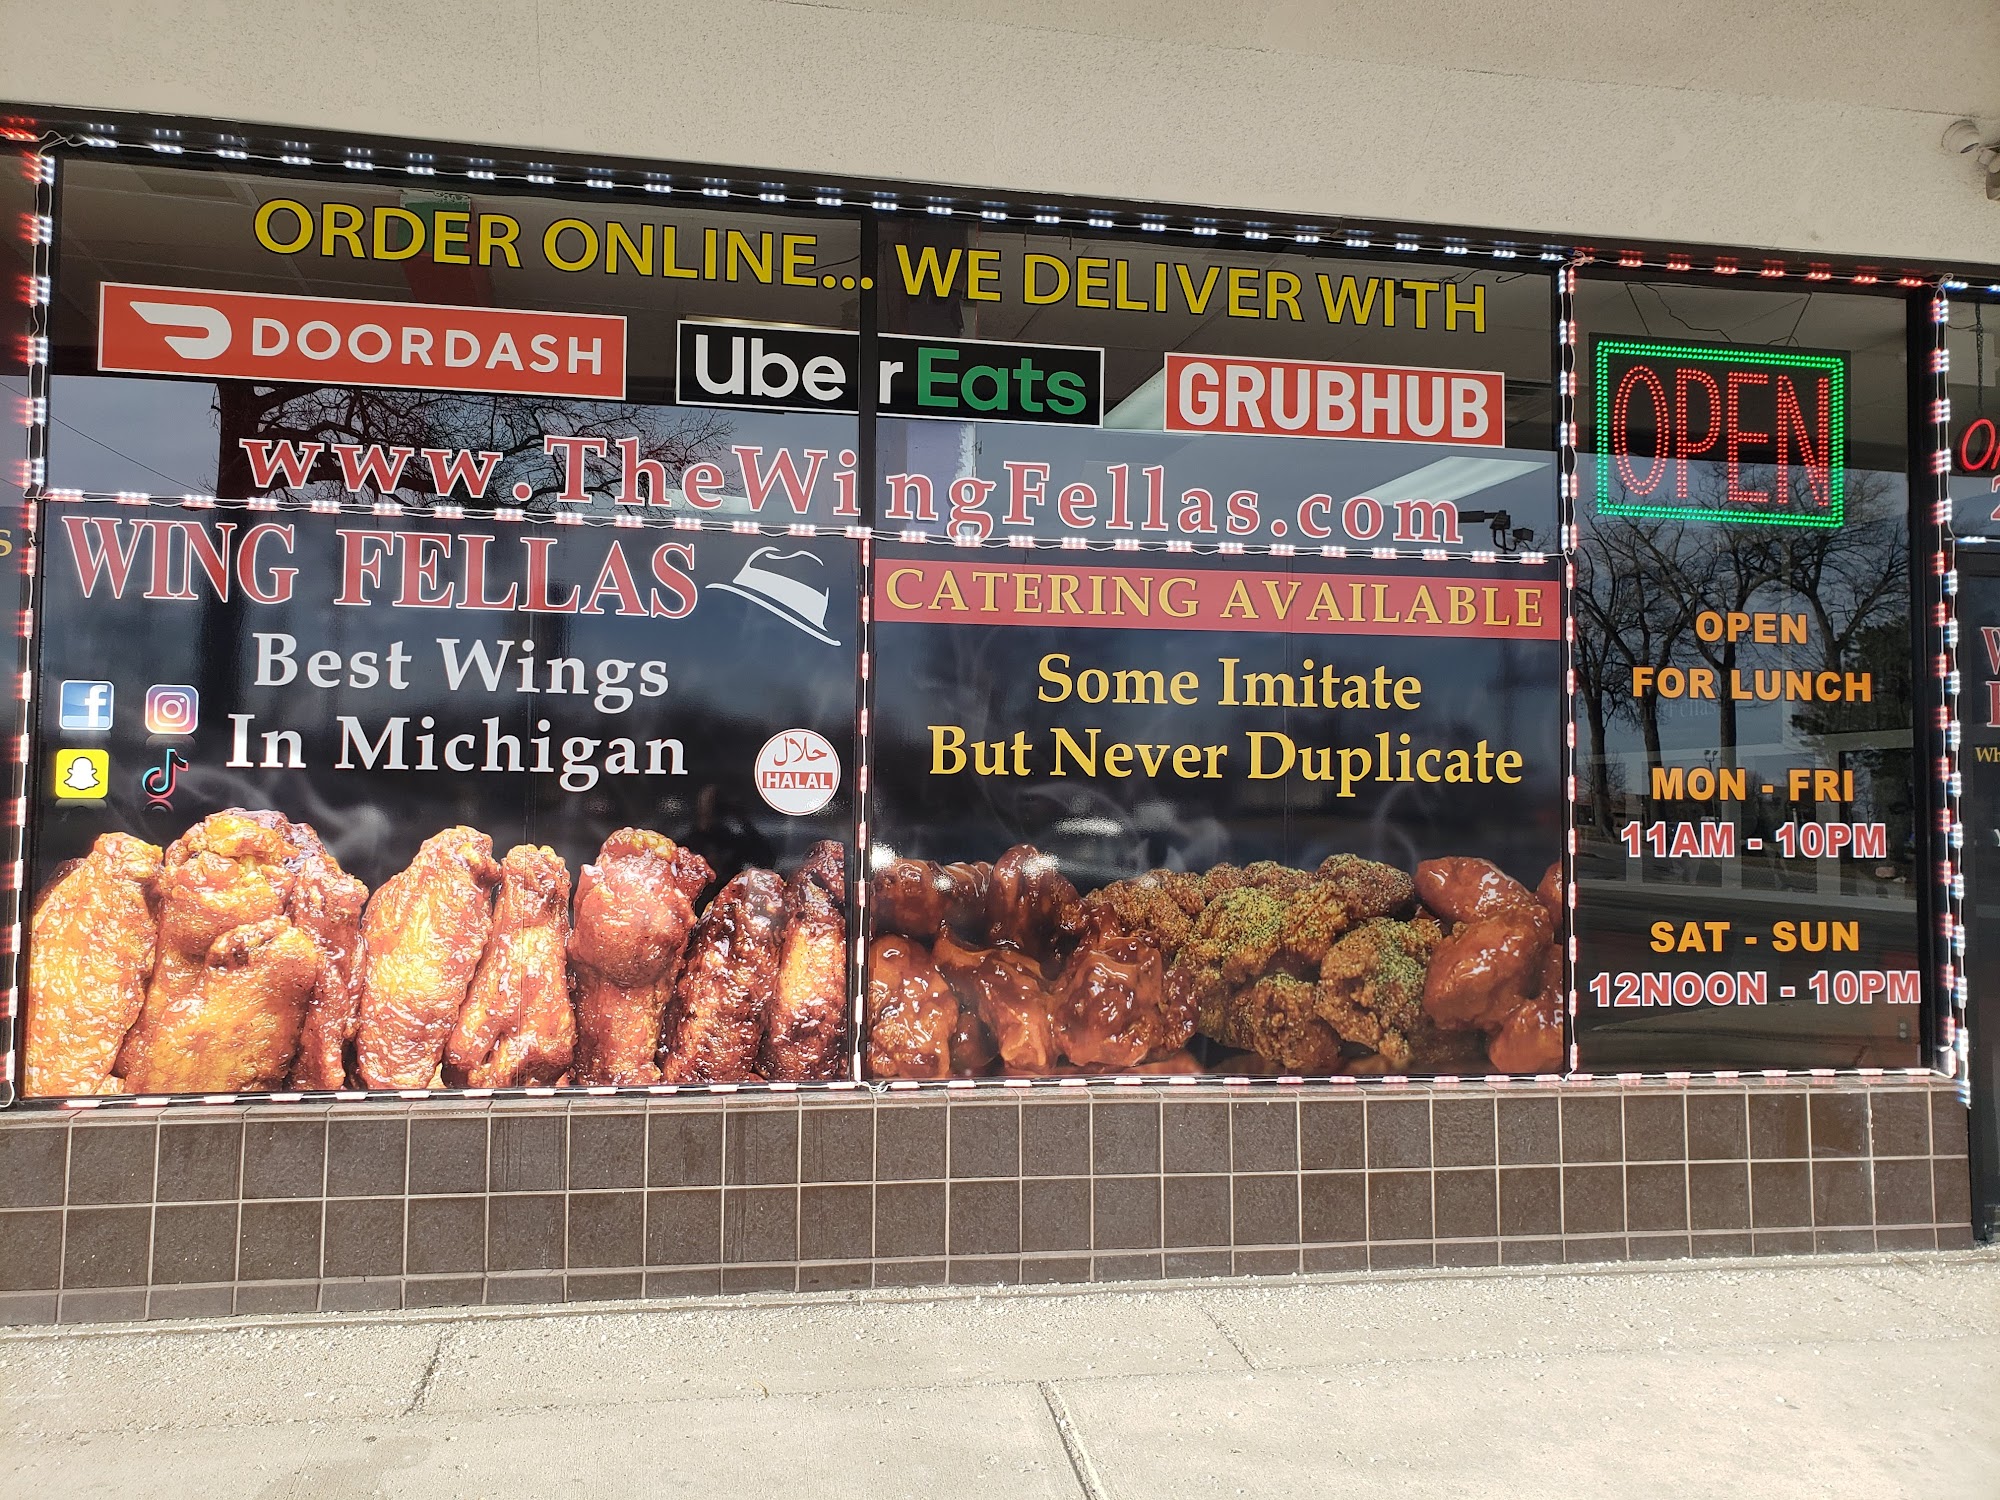 ORDER ONLINE... WE DELIVER WITH
DOORDASH
Uber Eats
GRUBHUB
www.TheWingFellas.com
OPEN
WING FELLAS
Best Wings
In Michigan
حلال
HALAL
CATERING AVAILABLE
Some Imitate
But Never Duplicate
OPEN
FOR LUNCH
MON - FRI
11AM - 10PM
SAT - SUN
12NOON - 10PM